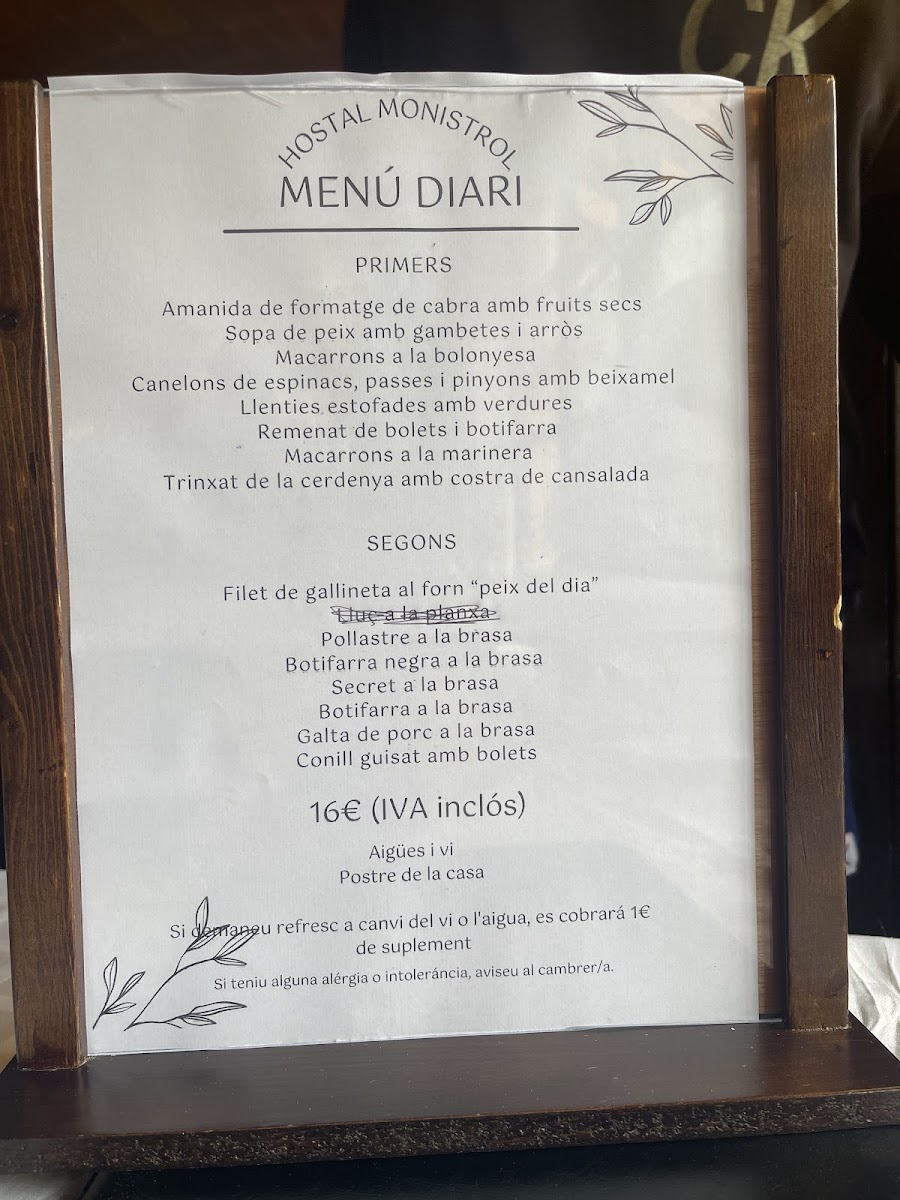 CK
HOSTAL MONISTROL
MENÚ DIARI
PRIMERS
Amanida de formatge de cabra amb fruits secs
Sopa de peix amb gambetes i arròs
Macarrons a la bolonyesa
Canelons de espinacs, passes i pinyons amb beixamel
Llenties estofades amb verdures
Remenat de bolets i botifarra
Macarrons a la marinera
Trinxat de la cerdenya amb costra de cansalada
SEGONS
Filet de gallineta al forn “peix del dia”
Lluç a la planxa
Pollastre a la brasa
Botifarra negra a la brasa
Secret a la brasa
Botifarra a la brasa
Galta de porc a la brasa
Conill guisat amb bolets
16€ (IVA inclós)
Aigües i vi
Postre de la casa
Si demaneu refresc a canvi del vi o l'aigua, es cobrará 1€
de suplement
Si teniu alguna alérgia o intoleráncia, aviseu al cambrer/a.